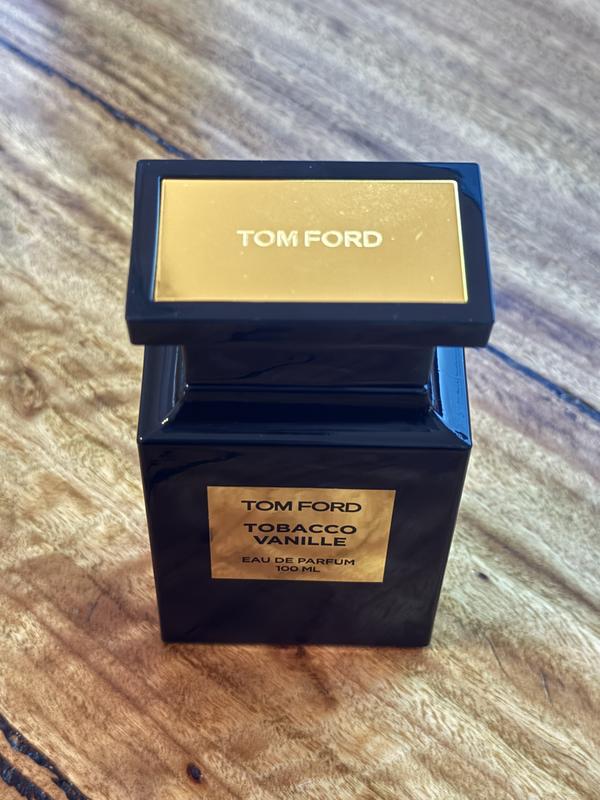 TOM FORD
TOM FORD
TOBACCO
VANILLE
EAU DE PARFUM
100 ML